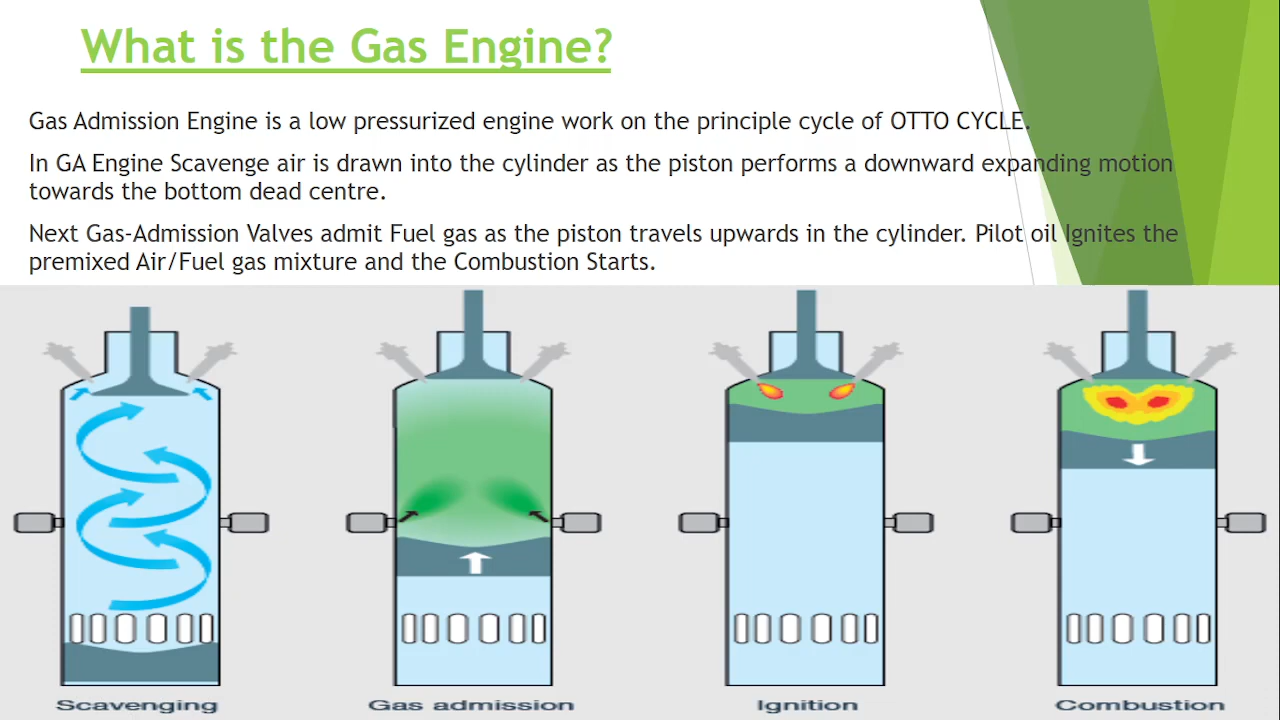 What is the Gas Engine?
Gas Admission Engine is a low pressurized engine work on the principle cycle of OTTO CYCLE.
In GA Engine Scavenge air is drawn into the cylinder as the piston performs a downward expanding motion
towards the bottom dead centre.
Next Gas-Admission Valves admit Fuel gas as the piston travels upwards in the cylinder. Pilot oil Ignites the
premixed Air/Fuel gas mixture and the Combustion Starts.
Scavenging
Gas admission
Ignition
Combustion